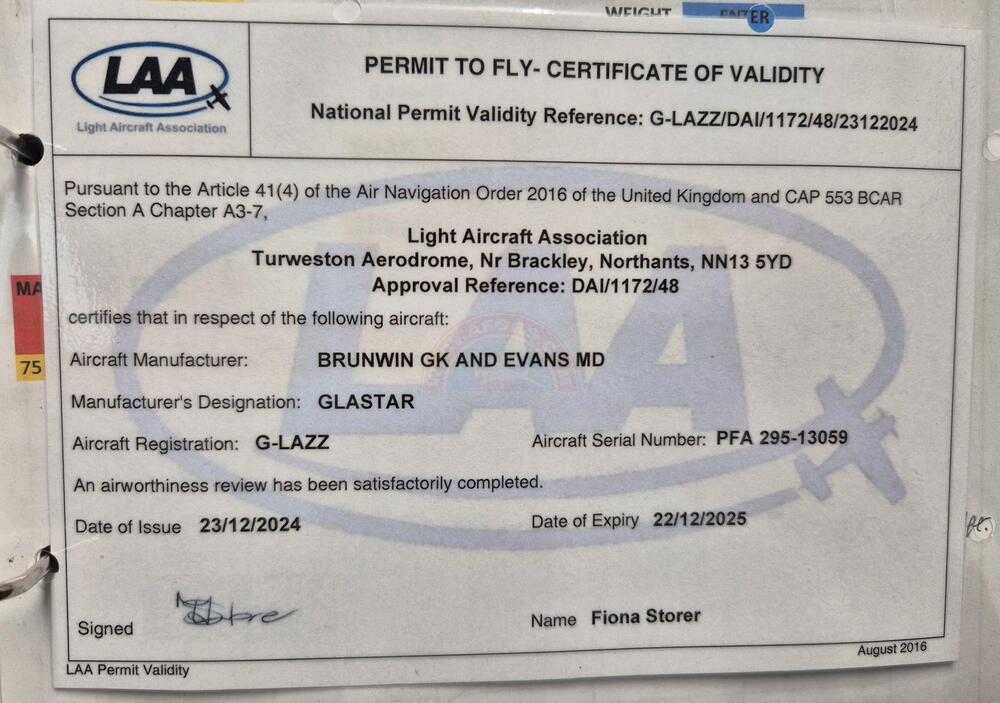 WEIGHT ENTER
LAA
Light Aircraft Association
PERMIT TO FLY- CERTIFICATE OF VALIDITY
National Permit Validity Reference: G-LAZZ/DAI/1172/48/23122024
Pursuant to the Article 41(4) of the Air Navigation Order 2016 of the United Kingdom and CAP 553 BCAR
Section A Chapter A3-7,
Light Aircraft Association
Turweston Aerodrome, Nr Brackley, Northants, NN13 5YD
Approval Reference: DAI/1172/48
certifies that in respect of the following aircraft:
Aircraft Manufacturer: BRUNWIN GK AND EVANS MD
Manufacturer's Designation: GLASTAR
Aircraft Registration: G-LAZZ Aircraft Serial Number: PFA 295-13059
An airworthiness review has been satisfactorily completed.
Date of Issue 23/12/2024 Date of Expiry 22/12/2025
Signed Name Fiona Storer
August 2016
LAA Permit Validity
LAA
MA
75